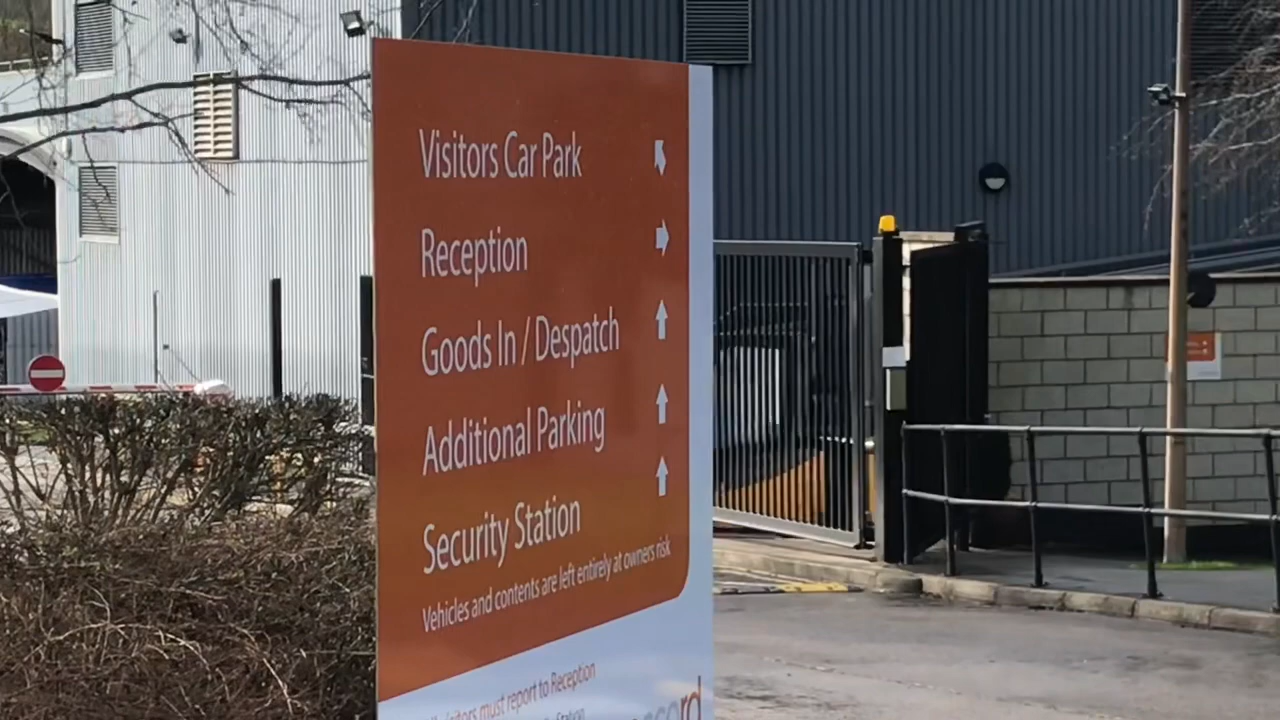 Visitors Car Park
Reception
Goods In / Despatch
Additional Parking
Security Station
Vehicles and contents are left entirely at owners risk
visitors must report to Reception
Station